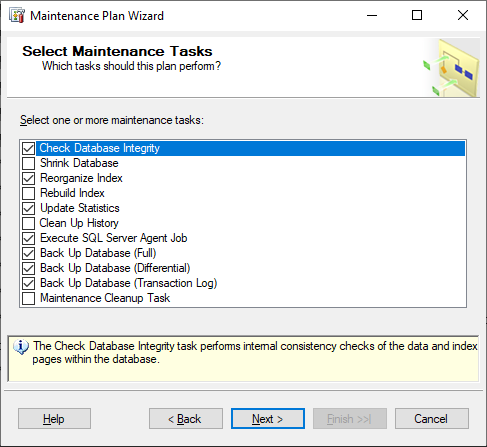 Maintenance Plan Wizard
Select Maintenance Tasks
Which tasks should this plan perform?
Select one or more maintenance tasks:
Check Database Integrity
Shrink Database
Reorganize Index
Rebuild Index
Update Statistics
Clean Up History
Execute SQL Server Agent Job
Back Up Database (Full)
Back Up Database (Differential)
Back Up Database (Transaction Log)
Maintenance Cleanup Task
The Check Database Integrity task performs internal consistency checks of the data and index
pages within the database.
Help < Back Next > Finish >>| Cancel